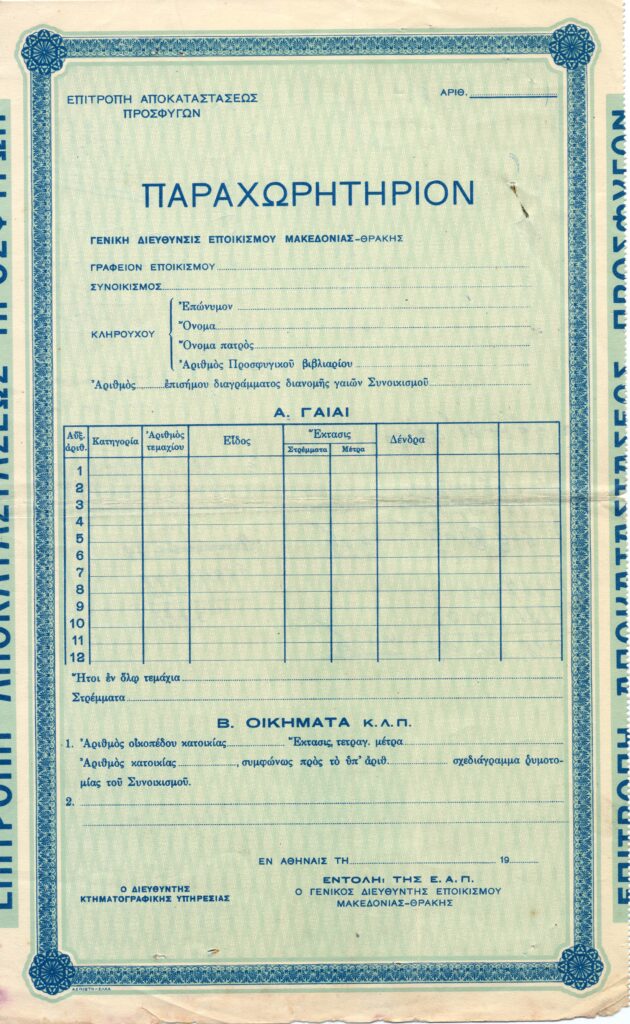 ΕΠΙΤΡΟΠΗ ΑΠΟΚΑΤΑΣΤΑΣΕΩΣ
ΠΡΟΣΦΥΓΩΝ
ΑΡΙΘ.
ΠΑΡΑΧΩΡΗΤΗΡΙΟΝ
ΓΕΝΙΚΗ ΔΙΕΥΘΥΝΣΙΣ ΕΠΟΙΚΙΣΜΟΥ ΜΑΚΕΔΟΝΙΑΣ-ΘΡΑΚΗΣ
ΓΡΑΦΕΙΟΝ ΕΠΟΙΚΙΣΜΟΥ
ΣΥΝΟΙΚΙΣΜΟΣ
ΚΛΗΡΟΥΧΟΥ
Ἐπώνυμον
Ὄνομα
Ὄνομα πατρὸς
Ἀριθμὸς Προσφυγικοῦ βιβλιαρίου
Ἀριθμὸς ἐπισήμου διαγράμματος διανομῆς γαιῶν Συνοικισμοῦ
Α. ΓΑΙΑΙ
Αὔξ. ἀριθ. Κατηγορία Ἀριθμὸς τεμαχίου Εἶδος Ἔκτασις Στρέμματα Μέτρα Δένδρα
1
2
3
4
5
6
7
8
9
10
11
12
Ἤτοι ἐν ὅλῳ τεμάχια
Στρέμματα
Β. ΟΙΚΗΜΑΤΑ Κ.Λ.Π.
1. Ἀριθμὸς οἰκοπέδου κατοικίας Ἔκτασις, τετραγ. μέτρα
Ἀριθμὸς κατοικίας , συμφώνως πρὸς τὸ ὑπ' ἀριθ. σχεδιάγραμμα ῥυμοτο-
μίας τοῦ Συνοικισμοῦ.
2.
ΕΝ ΑΘΗΝΑΙΣ ΤΗ 19
Ο ΔΙΕΥΘΥΝΤΗΣ
ΚΤΗΜΑΤΟΓΡΑΦΙΚΗΣ ΥΠΗΡΕΣΙΑΣ
ΕΝΤΟΛΗι ΤΗΣ Ε.Α.Π.
Ο ΓΕΝΙΚΟΣ ΔΙΕΥΘΥΝΤΗΣ ΕΠΟΙΚΙΣΜΟΥ
ΜΑΚΕΔΟΝΙΑΣ-ΘΡΑΚΗΣ
ΕΠΙΤΡΟΠΗ ΑΠΟΚΑΤΑΣΤΑΣΕΩΣ ΠΡΟΣΦΥΓΩΝ
ΕΠΙΤΡΟΠΗ ΑΠΟΚΑΤΑΣΤΑΣΕΩΣ ΠΡΟΣΦΥΓΩΝ